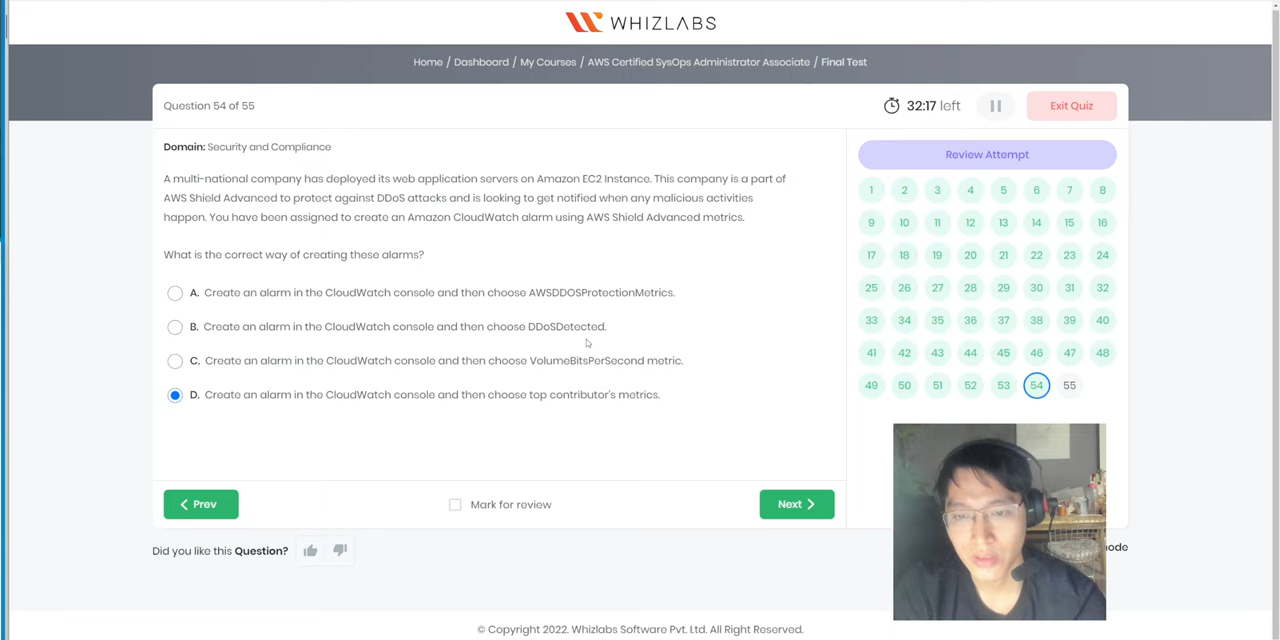 WHIZLABS
Home / Dashboard / My Courses / AWS Certified SysOps Administrator Associate / Final Test
Question 54 of 55
32:17 left
Exit Quiz
Domain: Security and Compliance
A multi-national company has deployed its web application servers on Amazon EC2 Instance. This company is a part of
AWS Shield Advanced to protect against DDoS attacks and is looking to get notified when any malicious activities
happen. You have been assigned to create an Amazon CloudWatch alarm using AWS Shield Advanced metrics.
What is the correct way of creating these alarms?
A. Create an alarm in the CloudWatch console and then choose AWSDDOSProtectionMetrics.
B. Create an alarm in the CloudWatch console and then choose DDoSDetected.
C. Create an alarm in the CloudWatch console and then choose VolumeBitsPerSecond metric.
D. Create an alarm in the CloudWatch console and then choose top contributor's metrics.
Prev
Mark for review
Next
Review Attempt
1 2 3 4 5 6 7 8
9 10 11 12 13 14 15 16
17 18 19 20 21 22 23 24
25 26 27 28 29 30 31 32
33 34 35 36 37 38 39 40
41 42 43 44 45 46 47 48
49 50 51 52 53 54 55
Did you like this Question?
© Copyright 2022. Whizlabs Software Pvt. Ltd. All Right Reserved.